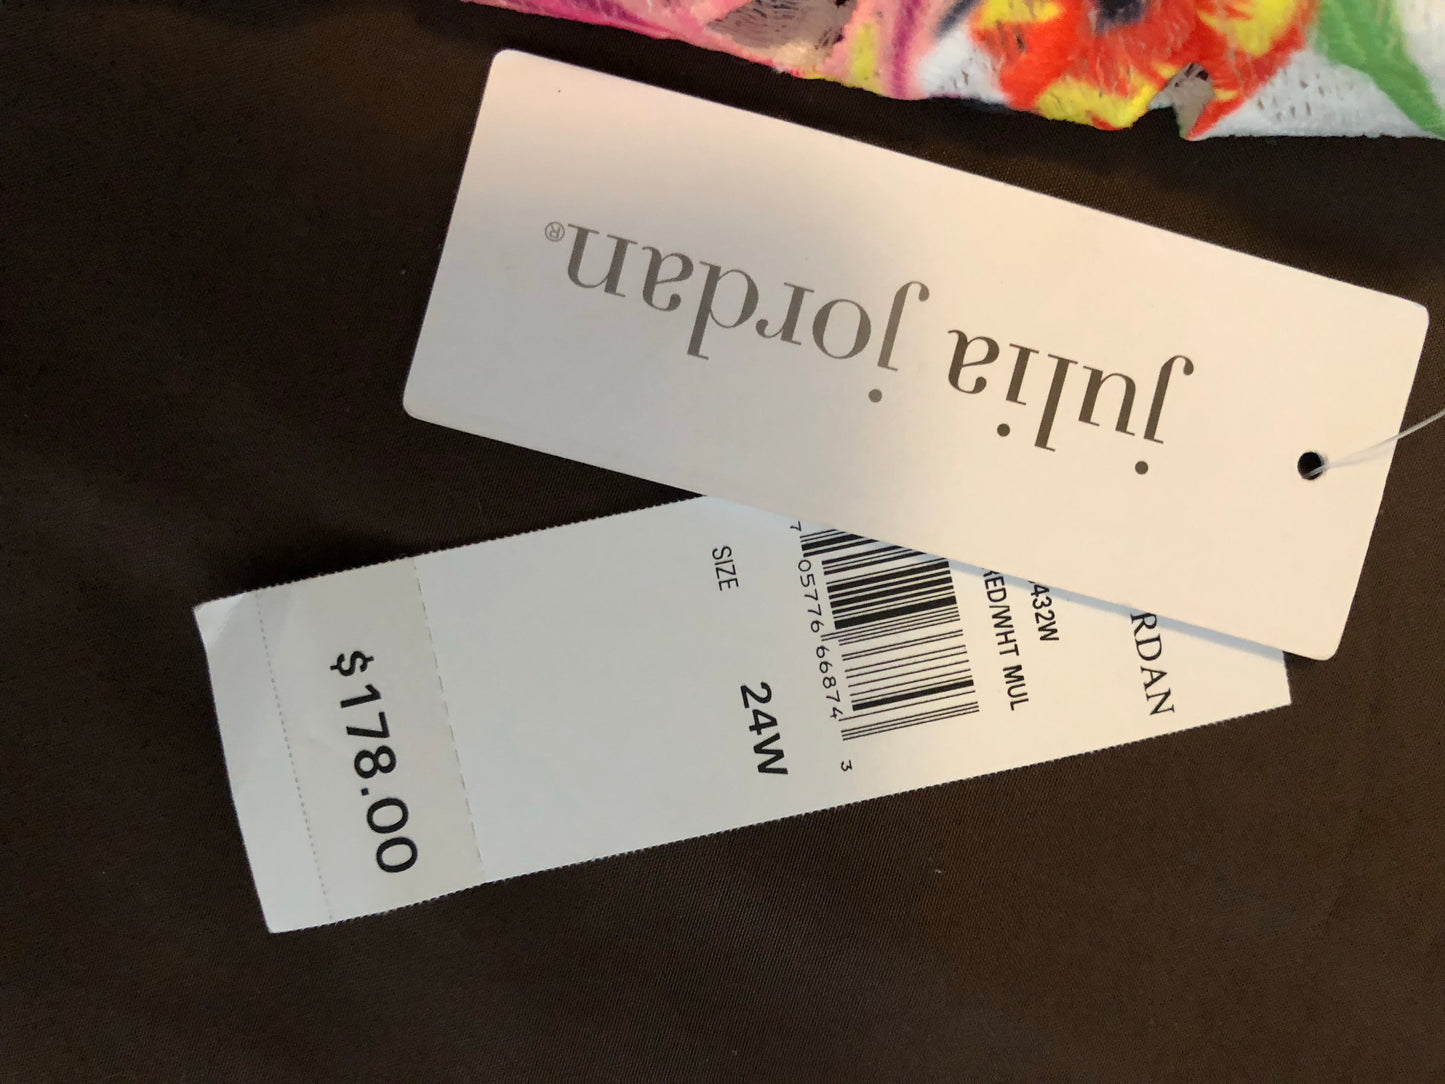 julia jordan®
RDAN
432W
RED/WHT MUL
7 05776 66874 3
SIZE
24W
$178.00